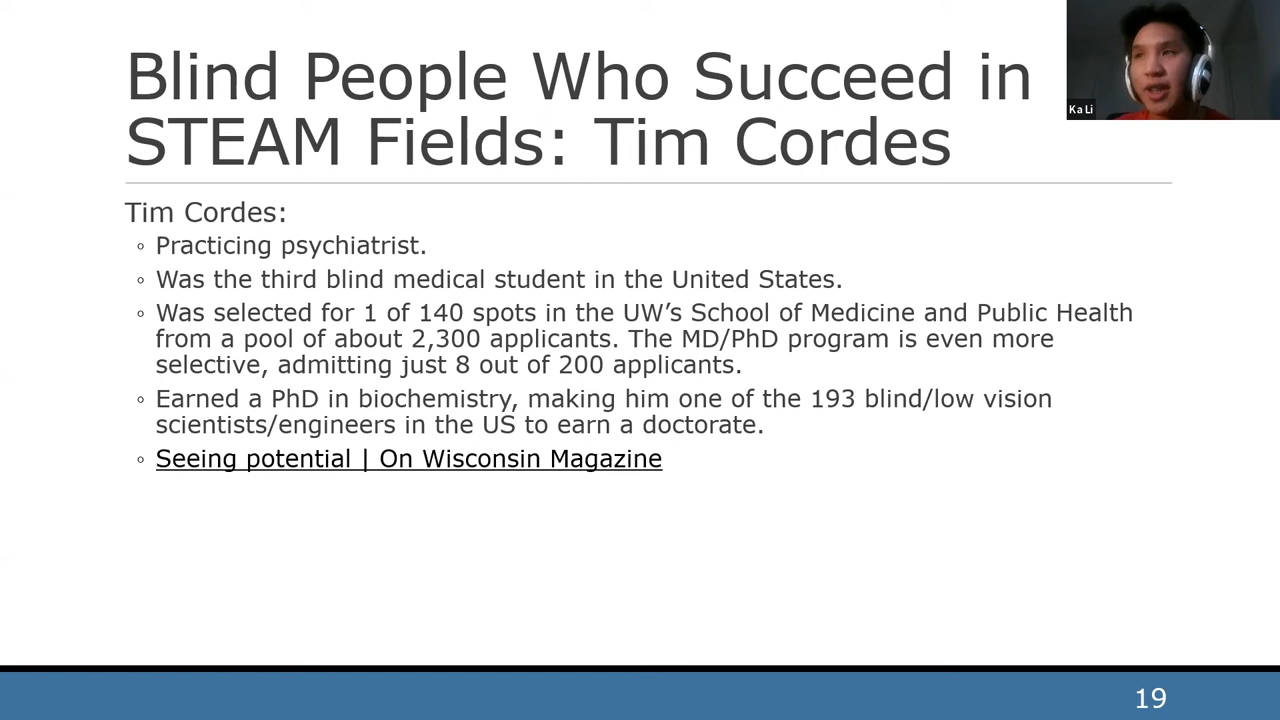 Blind People Who Succeed in
STEAM Fields: Tim Cordes
Ka Li
Tim Cordes:
◦ Practicing psychiatrist.
◦ Was the third blind medical student in the United States.
◦ Was selected for 1 of 140 spots in the UW’s School of Medicine and Public Health
from a pool of about 2,300 applicants. The MD/PhD program is even more
selective, admitting just 8 out of 200 applicants.
◦ Earned a PhD in biochemistry, making him one of the 193 blind/low vision
scientists/engineers in the US to earn a doctorate.
◦ Seeing potential | On Wisconsin Magazine
19